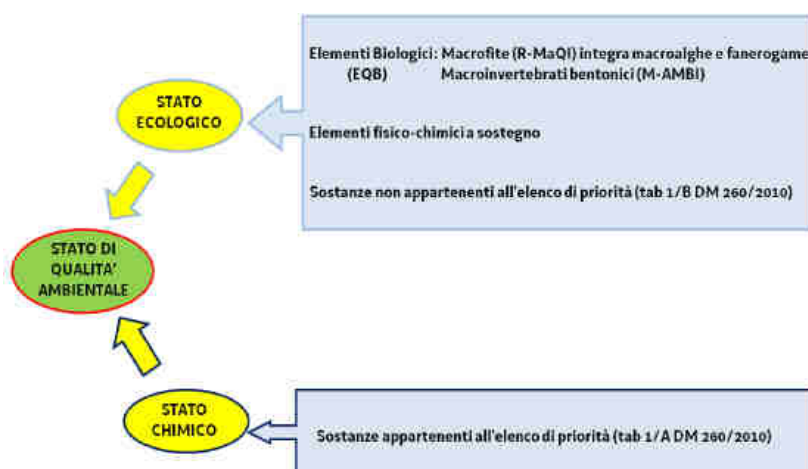 Elementi Biologici: Macrofite (R-MaQI) integra macroalghe e fanerogame
(EQB) Macroinvertebrati bentonici (M-AMBI)
STATO
ECOLOGICO
Elementi fisico-chimici a sostegno
Sostanze non appartenenti all'elenco di priorità (tab 1/B DM 260/2010)
STATO DI
QUALITA'
AMBIENTALE
STATO
CHIMICO
Sostanze appartenenti all'elenco di priorità (tab 1/A DM 260/2010)